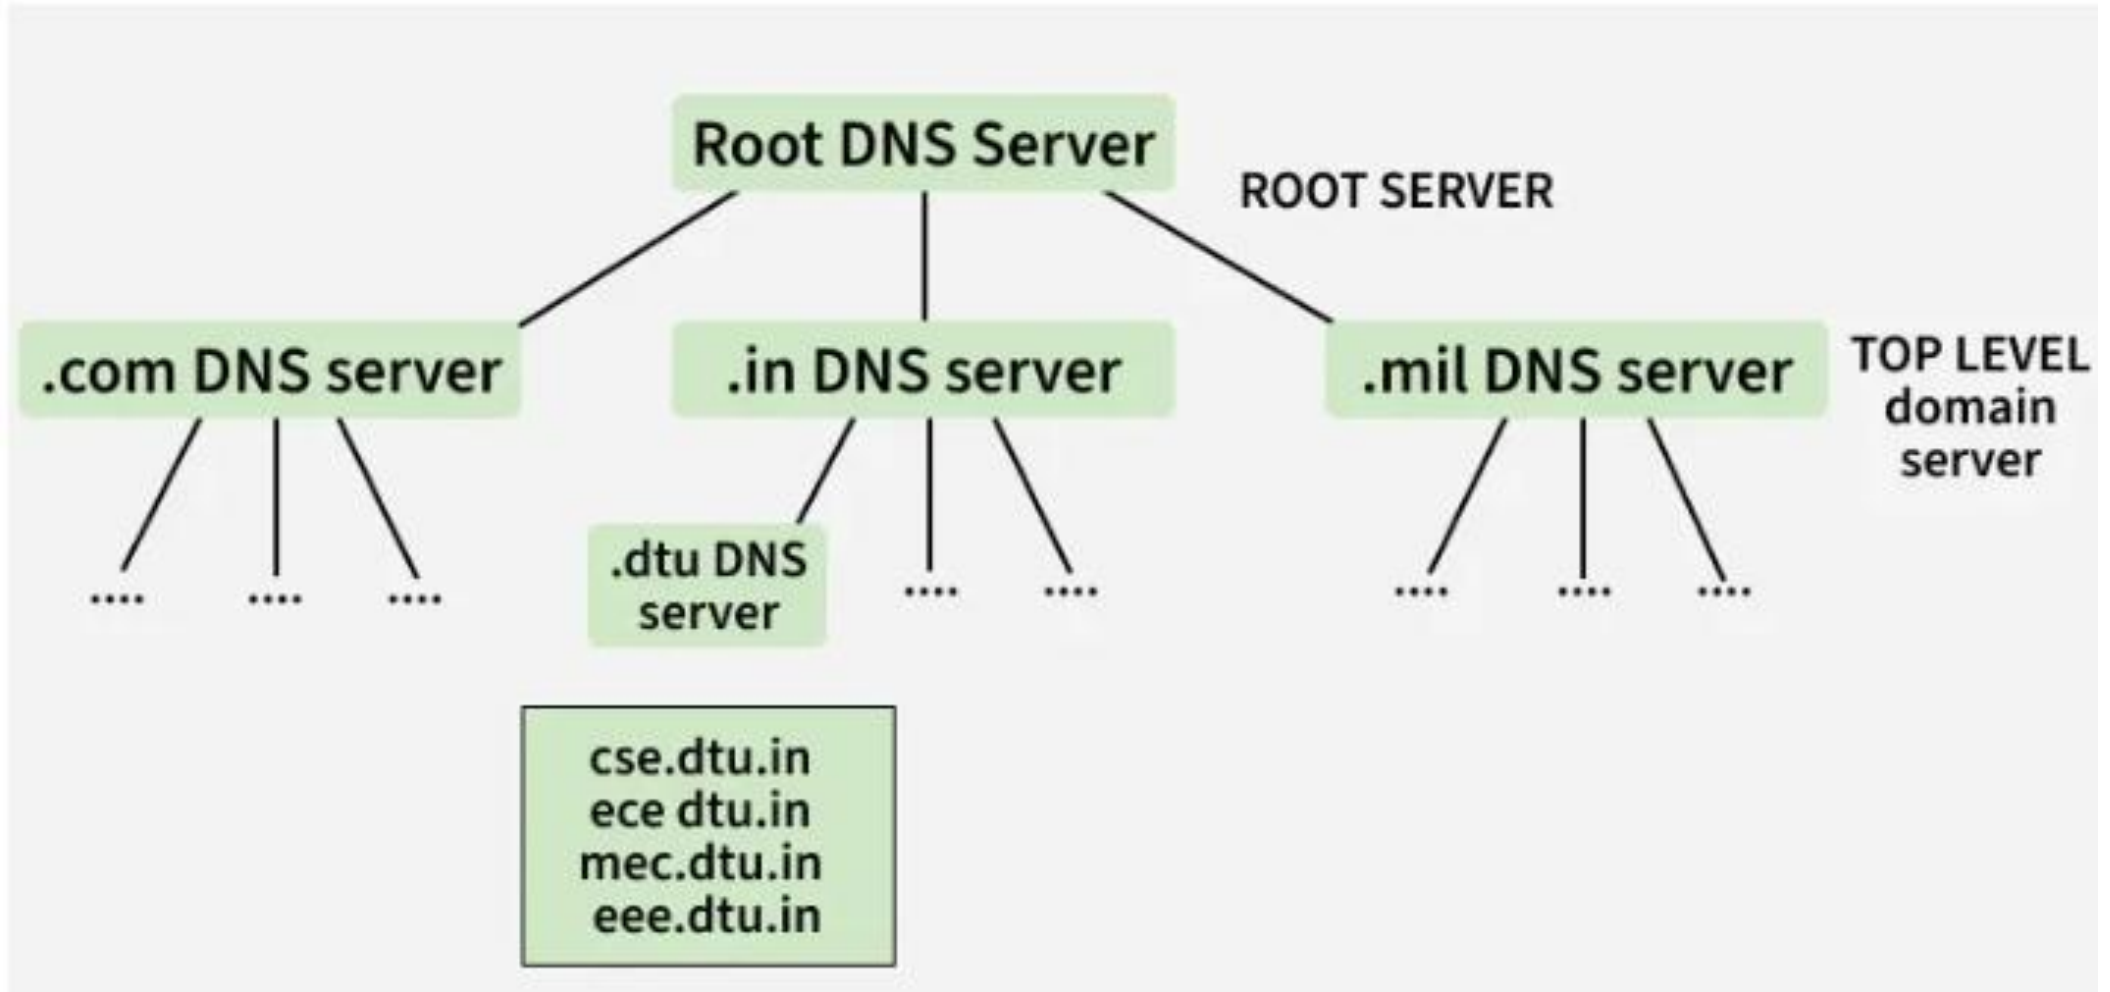 Root DNS Server
ROOT SERVER
.com DNS server
.in DNS server
.mil DNS server
TOP LEVEL
domain
server
.dtu DNS
server
....
....
....
....
....
....
....
....
cse.dtu.in
ece dtu.in
mec.dtu.in
eee.dtu.in